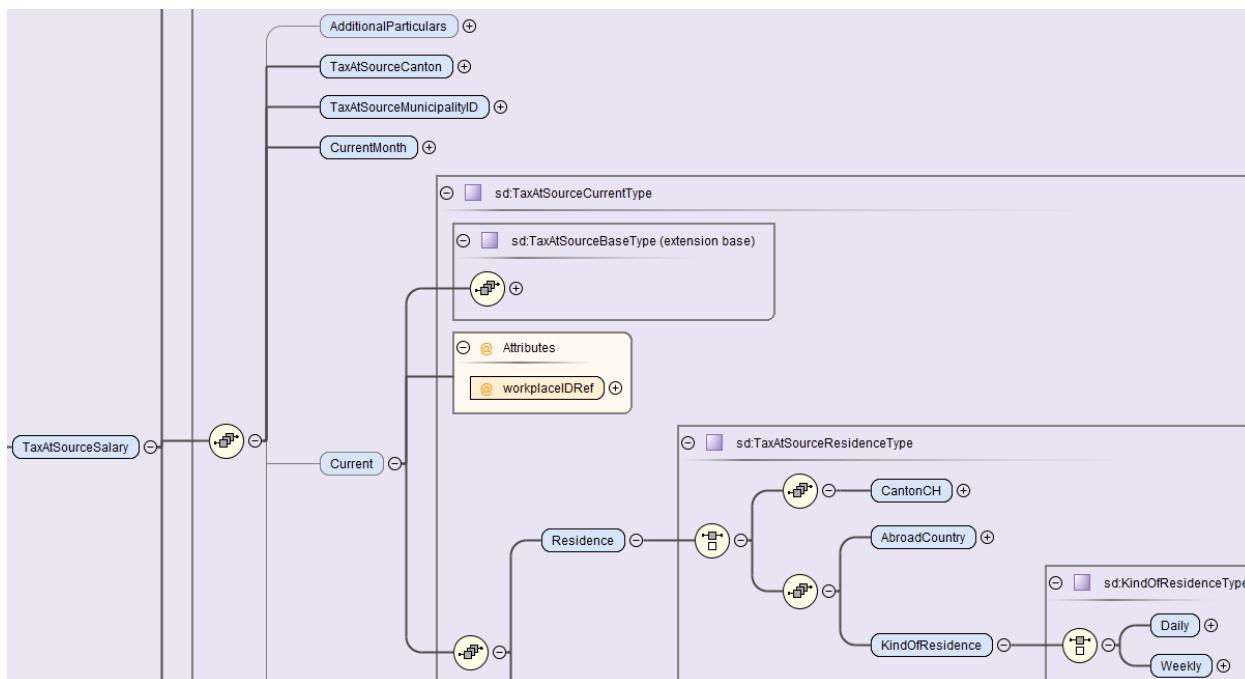 AdditionalParticulars
TaxAtSourceCanton
TaxAtSourceMunicipalityID
CurrentMonth
sd:TaxAtSourceCurrentType
sd:TaxAtSourceBaseType (extension base)
@ Attributes
@ workplaceIDRef
TaxAtSourceSalary
sd:TaxAtSourceResidenceType
Current
CantonCH
Residence
AbroadCountry
sd:KindOfResidenceType
Daily
KindOfResidence
Weekly